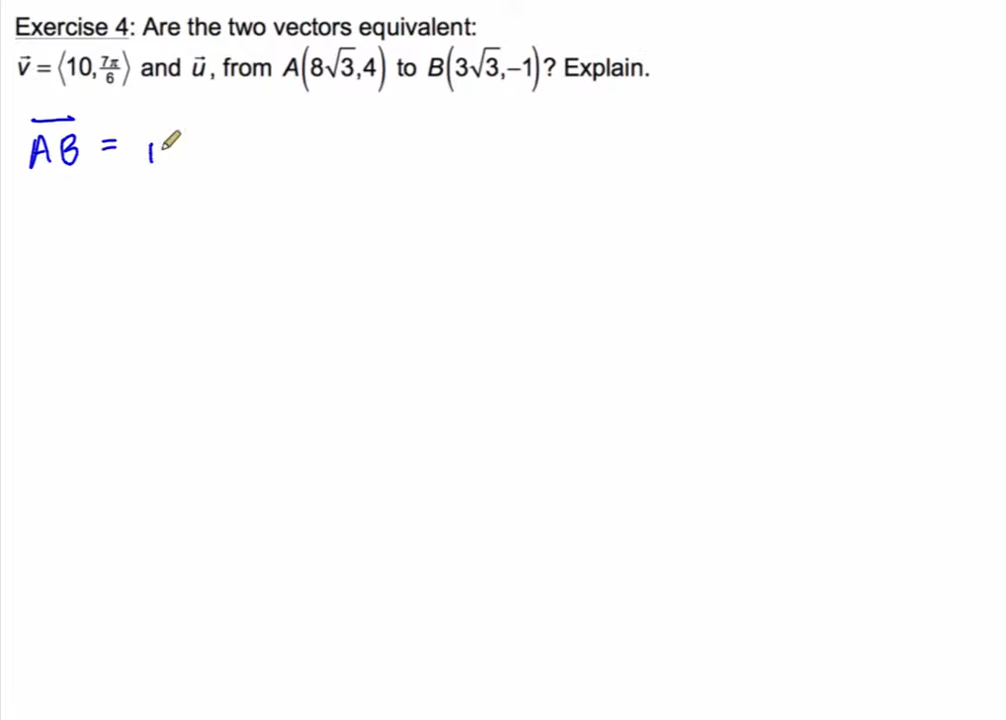 Exercise 4: Are the two vectors equivalent:
v⃗ = ⟨10, 7π/6⟩ and u⃗, from A(8√3,4) to B(3√3,−1)? Explain.
AB⃗ =